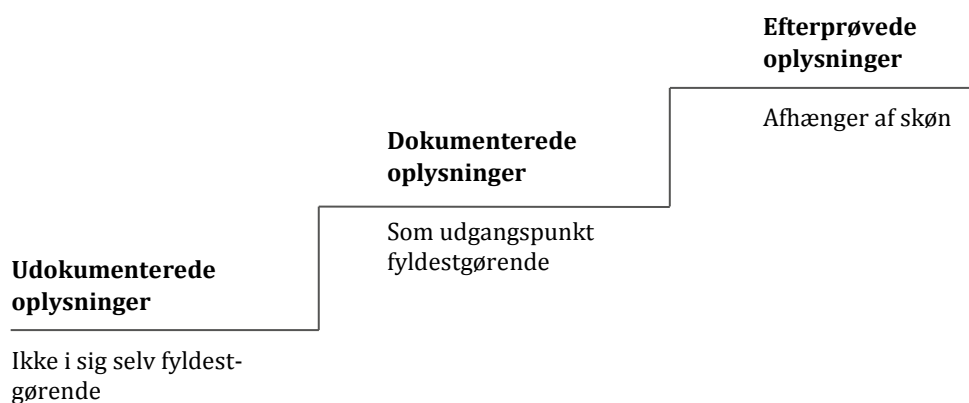 Efterprøvede
oplysninger
Afhænger af skøn
Dokumenterede
oplysninger
Som udgangspunkt
fyldestgørende
Udokumenterede
oplysninger
Ikke i sig selv fyldest-
gørende